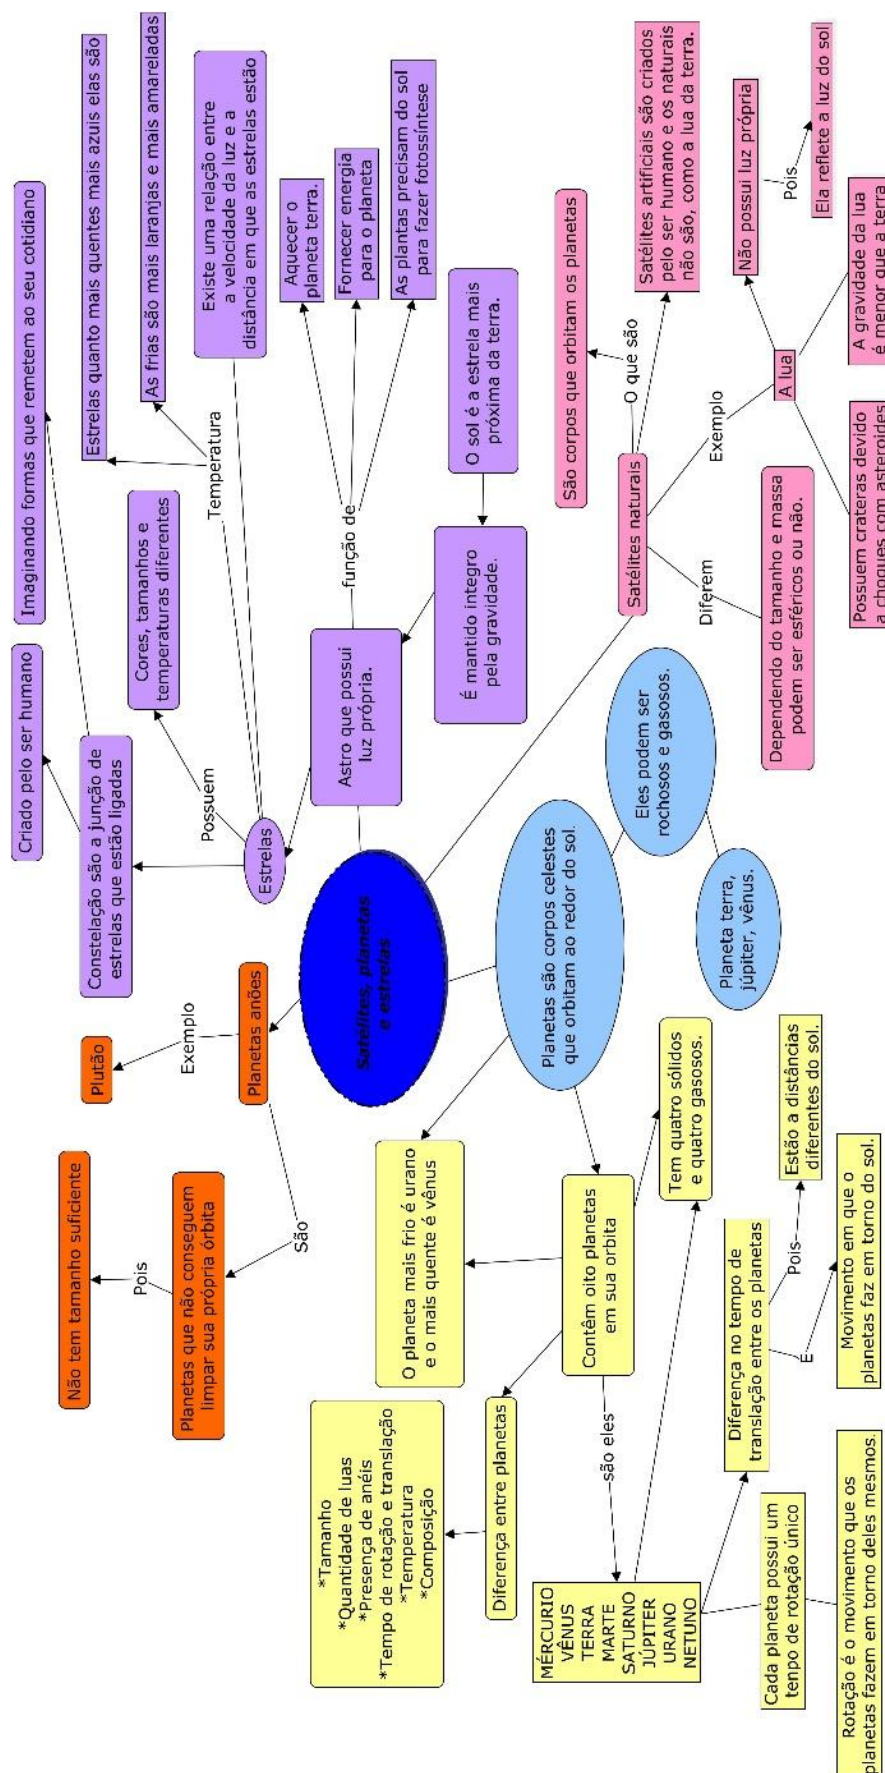 Satélites, planetas
e estrelas
Planetas anões
Exemplo
Plutão
São
Planetas que não conseguem
limpar sua própria órbita
Pois
Não tem tamanho suficiente
Estrelas
Constelação são a junção de
estrelas que estão ligadas
Criado pelo ser humano
Imaginando formas que remetem ao seu cotidiano
Possuem
Cores, tamanhos e
temperaturas diferentes
Temperatura
Estrelas quanto mais quentes mais azuis elas são
As frias são mais laranjas e mais amareladas
Existe uma relação entre
a velocidade da luz e a
distância em que as estrelas estão
Astro que possui
luz própria.
função de
Aquecer o
planeta terra.
Fornecer energia
para o planeta
As plantas precisam do sol
para fazer fotossíntese
O sol é a estrela mais
próxima da terra.
É mantido integro
pela gravidade.
Satélites naturais
O que são
São corpos que orbitam os planetas
Satélites artificiais são criados
pelo ser humano e os naturais
não são, como a lua da terra.
Exemplo
A lua
Não possui luz própria
Pois
Ela reflete a luz do sol
A gravidade da lua
é menor que a terra
Possuem crateras devido
a choques com asteroides
Diferem
Dependendo do tamanho e massa
podem ser esféricos ou não.
Planetas são corpos celestes
que orbitam ao redor do sol.
Eles podem ser
rochosos e gasosos.
Planeta terra,
júpiter, vênus.
O planeta mais frio é urano
e o mais quente é vênus
Contêm oito planetas
em sua orbita
Tem quatro sólidos
e quatro gasosos.
Diferença entre planetas
*Tamanho
*Quantidade de luas
*Presença de anéis
*Tempo de rotação e translação
*Temperatura
*Composição
são eles
MÉRCURIO
VÊNUS
TERRA
MARTE
SATURNO
JÚPITER
URANO
NETUNO
Diferença no tempo de
translação entre os planetas
Pois
Estão a distâncias
diferentes do sol.
E
Movimento em que o
planetas faz em torno do sol.
Cada planeta possui um
tenpo de rotação único
Rotação é o movimento que os
planetas fazem em torno deles mesmos.